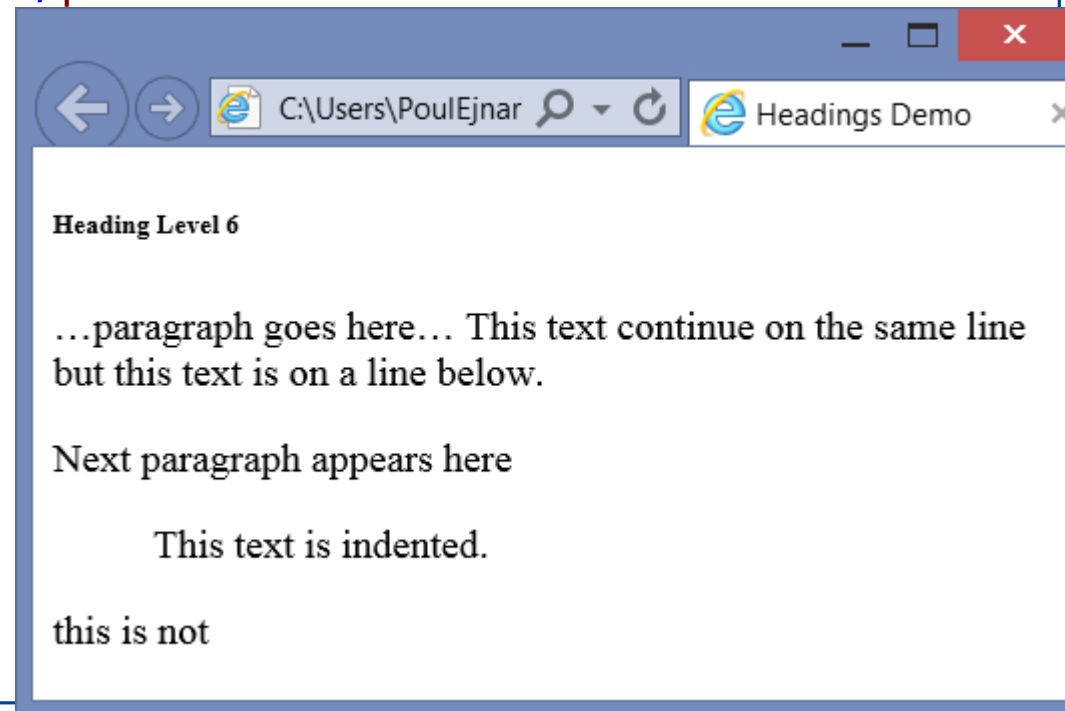 C:\Users\PoulEjnar
Headings Demo
Heading Level 6
…paragraph goes here… This text continue on the same line
but this text is on a line below.
Next paragraph appears here
This text is indented.
this is not